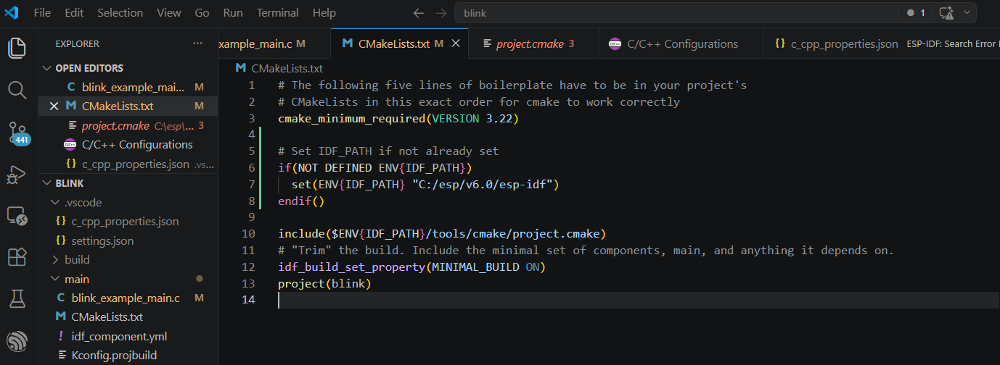 File Edit Selection View Go Run Terminal Help blink 1
EXPLORER ...
xample_main.c M CMakeLists.txt M project.cmake 3 C/C++ Configurations c_cpp_properties.json ESP-IDF: Search Error
OPEN EDITORS
blink_example_mai... M
CMakeLists.txt M
project.cmake C:\esp\... 3
C/C++ Configurations
c_cpp_properties.json .vs...
BLINK
.vscode
c_cpp_properties.json
settings.json
build
main
blink_example_main.c M
CMakeLists.txt
idf_component.yml
Kconfig.projbuild
441
CMakeLists.txt
1 # The following five lines of boilerplate have to be in your project's
2 # CMakeLists in this exact order for cmake to work correctly
3 cmake_minimum_required(VERSION 3.22)
4
5 # Set IDF_PATH if not already set
6 if(NOT DEFINED ENV{IDF_PATH})
7 set(ENV{IDF_PATH} "C:/esp/v6.0/esp-idf")
8 endif()
9
10 include($ENV{IDF_PATH}/tools/cmake/project.cmake)
11 # "Trim" the build. Include the minimal set of components, main, and anything it depends on.
12 idf_build_set_property(MINIMAL_BUILD ON)
13 project(blink)
14